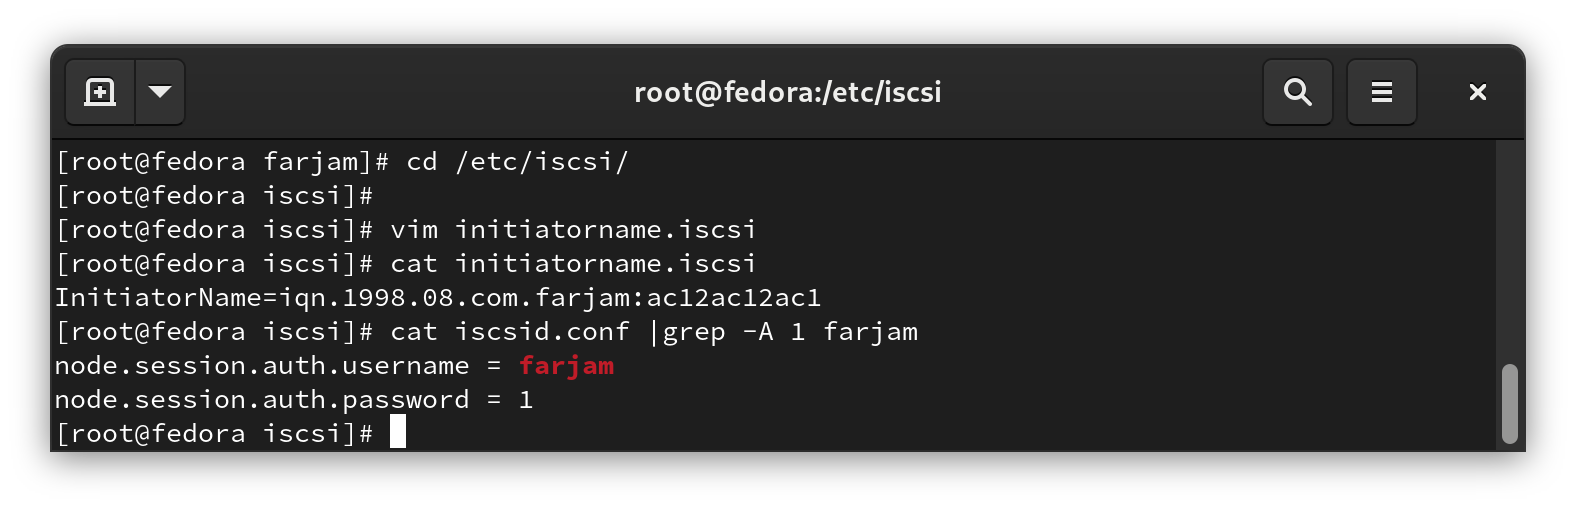 root@fedora:/etc/iscsi
[root@fedora farjam]# cd /etc/iscsi/
[root@fedora iscsi]#
[root@fedora iscsi]# vim initiatorname.iscsi
[root@fedora iscsi]# cat initiatorname.iscsi
InitiatorName=iqn.1998.08.com.farjam:ac12ac12ac1
[root@fedora iscsi]# cat iscsid.conf |grep -A 1 farjam
node.session.auth.username = farjam
node.session.auth.password = 1
[root@fedora iscsi]#